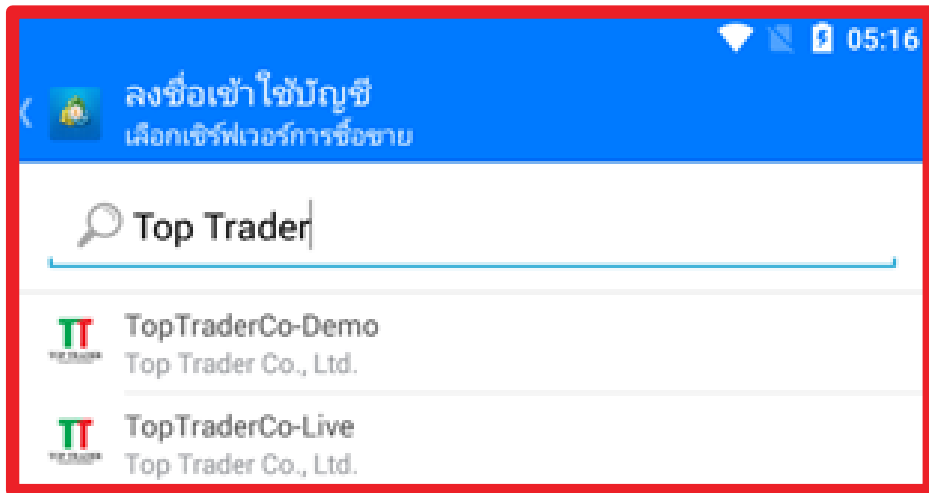 05:16
ลงชื่อเข้าใช้บัญชี
เลือกเซิร์ฟเวอร์การซื้อขาย
Top Trader
TopTraderCo-Demo
Top Trader Co., Ltd.
TopTraderCo-Live
Top Trader Co., Ltd.